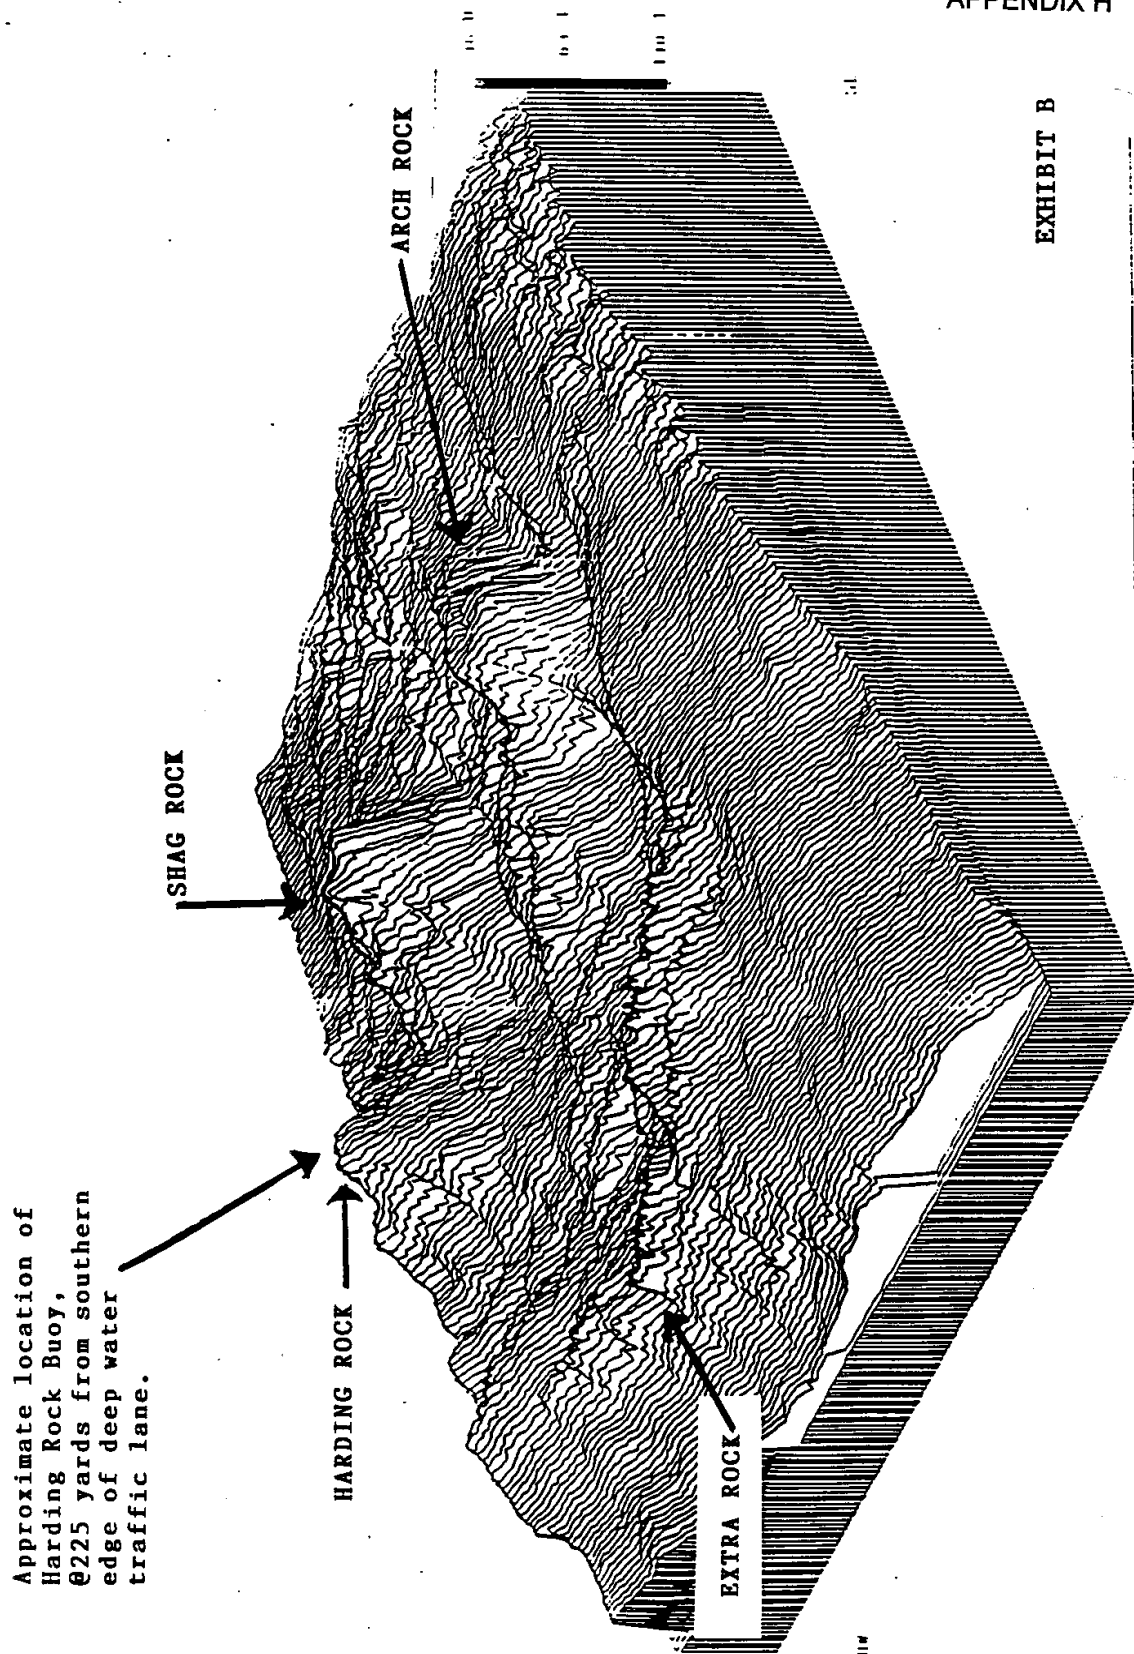 APPENDIX H
Approximate location of
Harding Rock Buoy,
@225 yards from southern
edge of deep water
traffic lane.
HARDING ROCK
SHAG ROCK
ARCH ROCK
EXTRA ROCK
EXHIBIT B